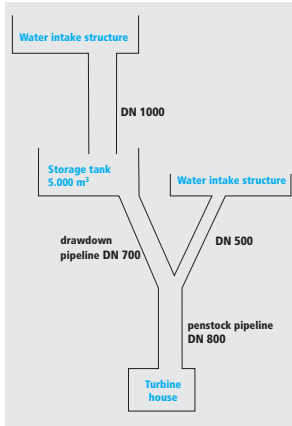 Water intake structure
DN 1000
Storage tank
5.000 m³
Water intake structure
drawdown
pipeline DN 700
DN 500
penstock pipeline
DN 800
Turbine
house